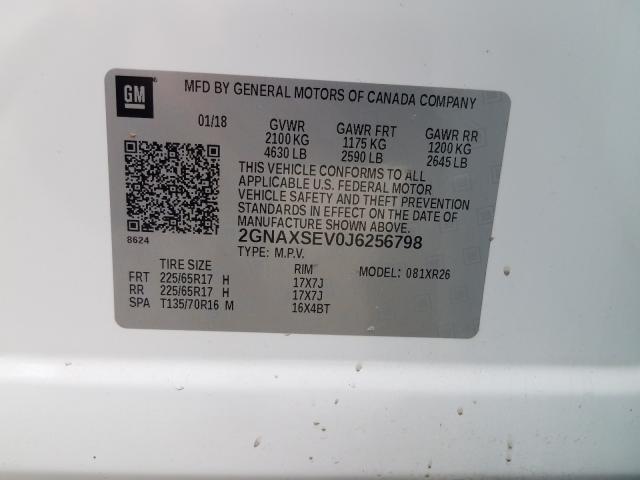 GM
MFD BY GENERAL MOTORS OF CANADA COMPANY
01/18 GVWR GAWR FRT GAWR RR
2100 KG 1175 KG 1200 KG
4630 LB 2590 LB 2645 LB
THIS VEHICLE CONFORMS TO ALL
APPLICABLE U.S. FEDERAL MOTOR
VEHICLE SAFETY AND THEFT PREVENTION
STANDARDS IN EFFECT ON THE DATE OF
MANUFACTURE SHOWN ABOVE.
8624 2GNAXSEV0J6256798
TYPE: M.P.V.
TIRE SIZE RIM MODEL: 081XR26
FRT 225/65R17 H 17X7J
RR 225/65R17 H 17X7J
SPA T135/70R16 M 16X4BT